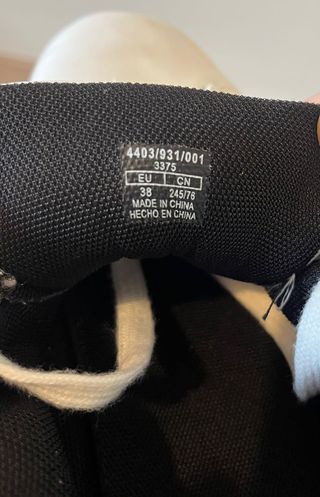 4403/931/001
3375
EU CN
38 245/76
MADE IN CHINA
HECHO EN CHINA